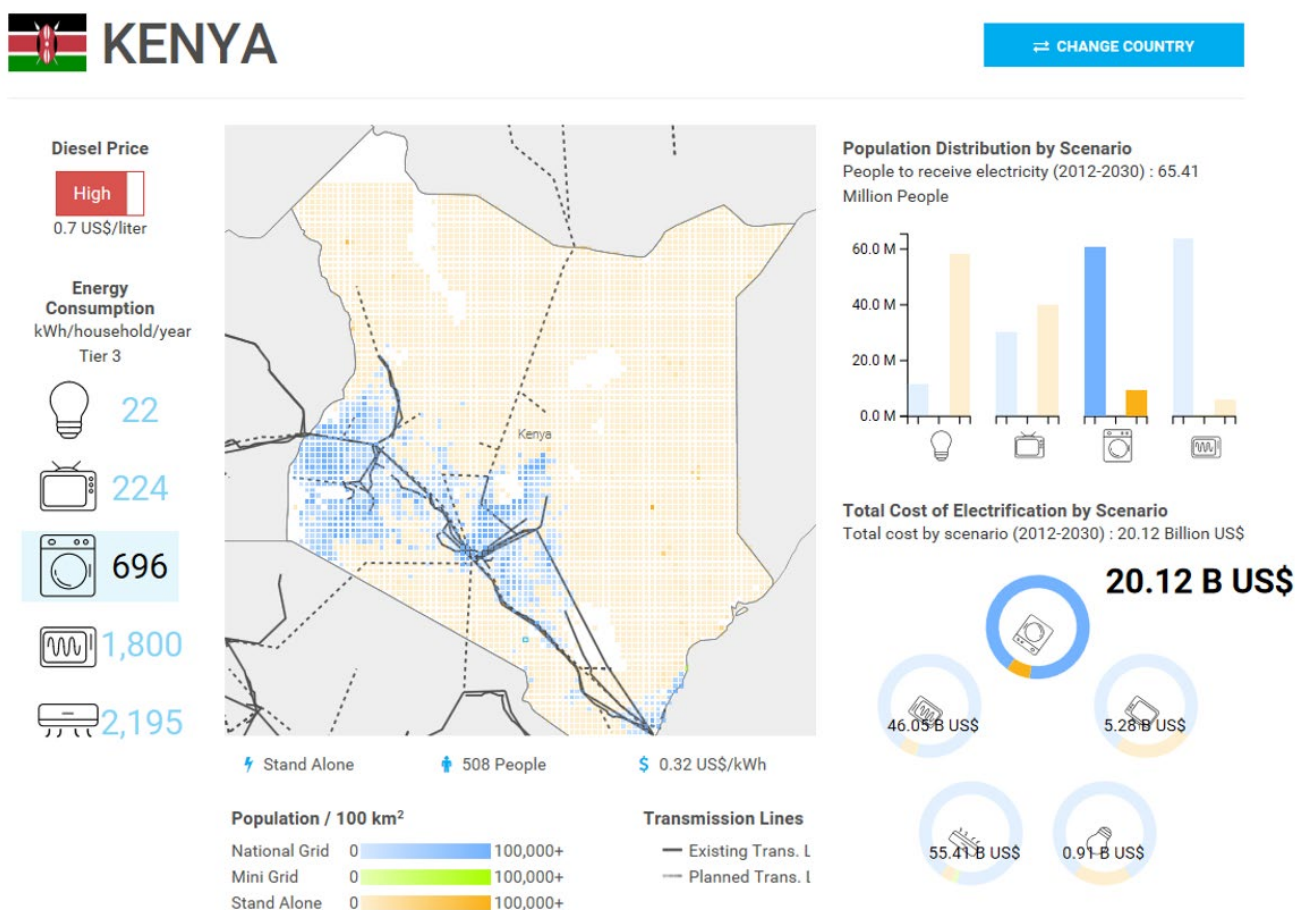 KENYA
CHANGE COUNTRY
Diesel Price
High
0.7 US$/liter
Energy
Consumption
kWh/household/year
Tier 3
22
224
696
1,800
2,195
Kenya
Stand Alone
508 People
$ 0.32 US$/kWh
Population / 100 km²
National Grid 0 100,000+
Mini Grid 0 100,000+
Stand Alone 0 100,000+
Transmission Lines
Existing Trans. L
Planned Trans. L
Population Distribution by Scenario
People to receive electricity (2012-2030) : 65.41
Million People
60.0 M
40.0 M
20.0 M
0.0 M
Total Cost of Electrification by Scenario
Total cost by scenario (2012-2030) : 20.12 Billion US$
20.12 B US$
46.05 B US$
5.28 B US$
55.41 B US$
0.91 B US$